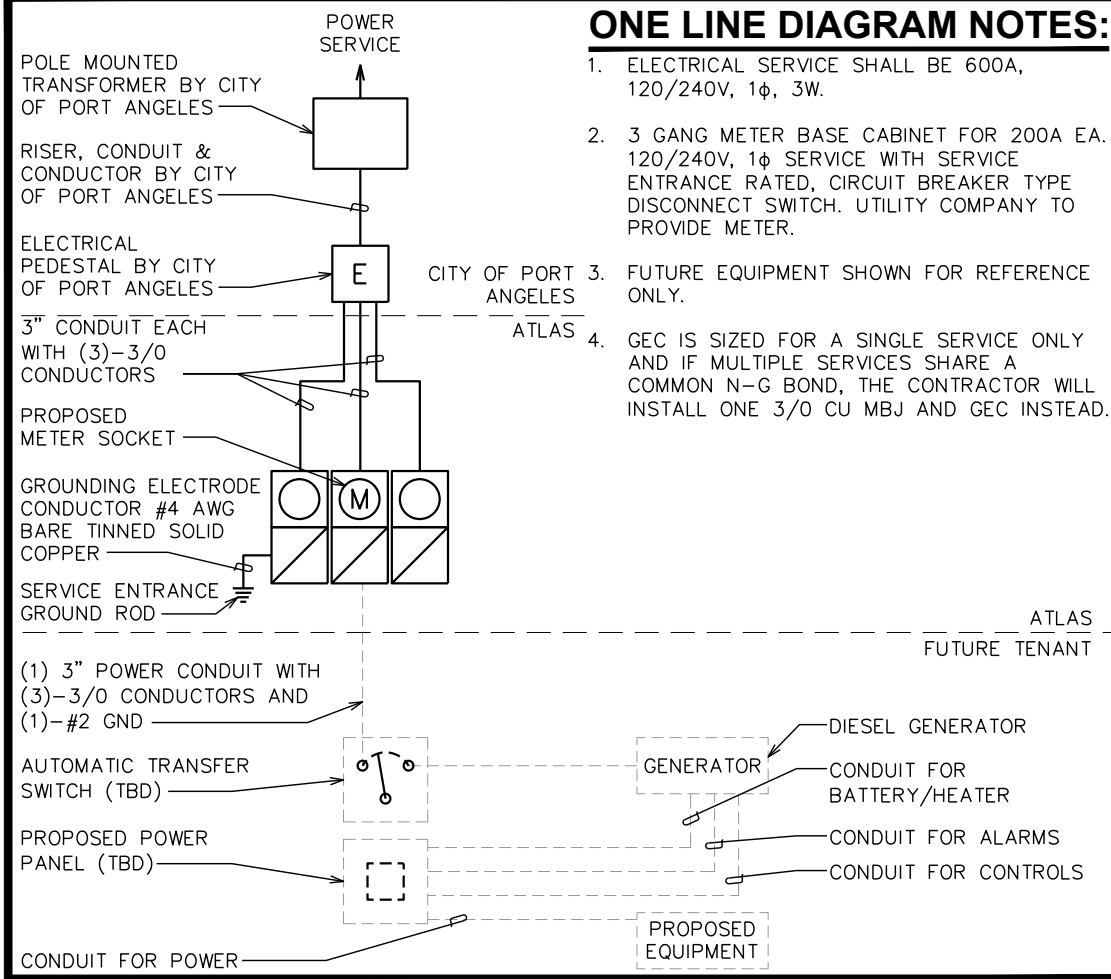 POWER
SERVICE
POLE MOUNTED
TRANSFORMER BY CITY
OF PORT ANGELES
RISER, CONDUIT &
CONDUCTOR BY CITY
OF PORT ANGELES
ELECTRICAL
PEDESTAL BY CITY
OF PORT ANGELES
E
CITY OF PORT
ANGELES
ATLAS
3" CONDUIT EACH
WITH (3)-3/0
CONDUCTORS
PROPOSED
METER SOCKET
M
GROUNDING ELECTRODE
CONDUCTOR #4 AWG
BARE TINNED SOLID
COPPER
SERVICE ENTRANCE
GROUND ROD
ONE LINE DIAGRAM NOTES:
1. ELECTRICAL SERVICE SHALL BE 600A,
120/240V, 1ϕ, 3W.
2. 3 GANG METER BASE CABINET FOR 200A EA.
120/240V, 1ϕ SERVICE WITH SERVICE
ENTRANCE RATED, CIRCUIT BREAKER TYPE
DISCONNECT SWITCH. UTILITY COMPANY TO
PROVIDE METER.
3. FUTURE EQUIPMENT SHOWN FOR REFERENCE
ONLY.
4. GEC IS SIZED FOR A SINGLE SERVICE ONLY
AND IF MULTIPLE SERVICES SHARE A
COMMON N-G BOND, THE CONTRACTOR WILL
INSTALL ONE 3/0 CU MBJ AND GEC INSTEAD.
ATLAS
FUTURE TENANT
(1) 3" POWER CONDUIT WITH
(3)-3/0 CONDUCTORS AND
(1)-#2 GND
AUTOMATIC TRANSFER
SWITCH (TBD)
PROPOSED POWER
PANEL (TBD)
CONDUIT FOR POWER
GENERATOR
DIESEL GENERATOR
CONDUIT FOR
BATTERY/HEATER
CONDUIT FOR ALARMS
CONDUIT FOR CONTROLS
PROPOSED
EQUIPMENT